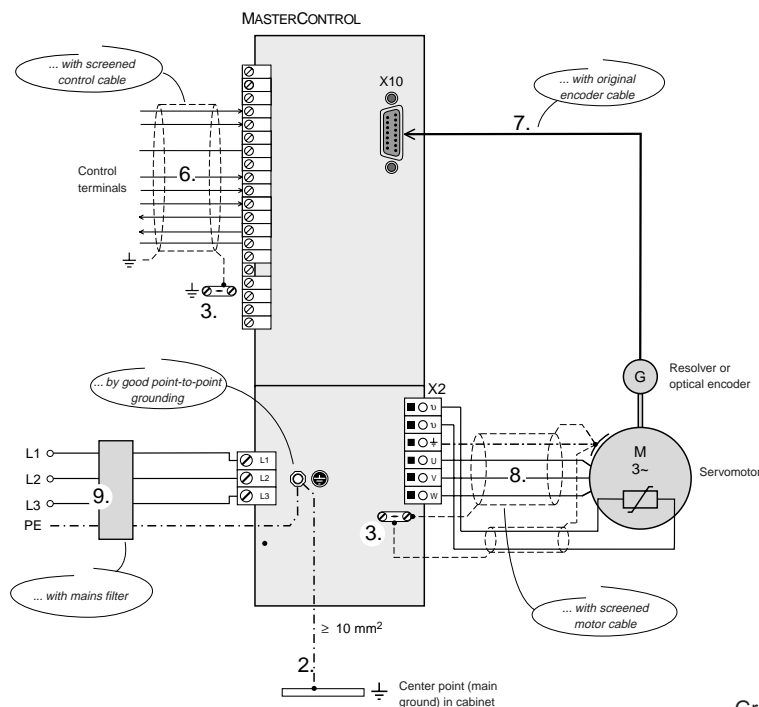 MASTERCONTROL
... with screened
control cable
X10
... with original
encoder cable
7.
Control
terminals
6.
3.
Resolver or
optical encoder
G
... by good point-to-point
grounding
X2
υ
υ
U
V
W
M
3~
Servomotor
8.
L1
L2
L3
PE
9.
L1
L2
L3
3.
... with mains filter
... with screened
motor cable
≥ 10 mm²
2.
Center point (main
ground) in cabinet